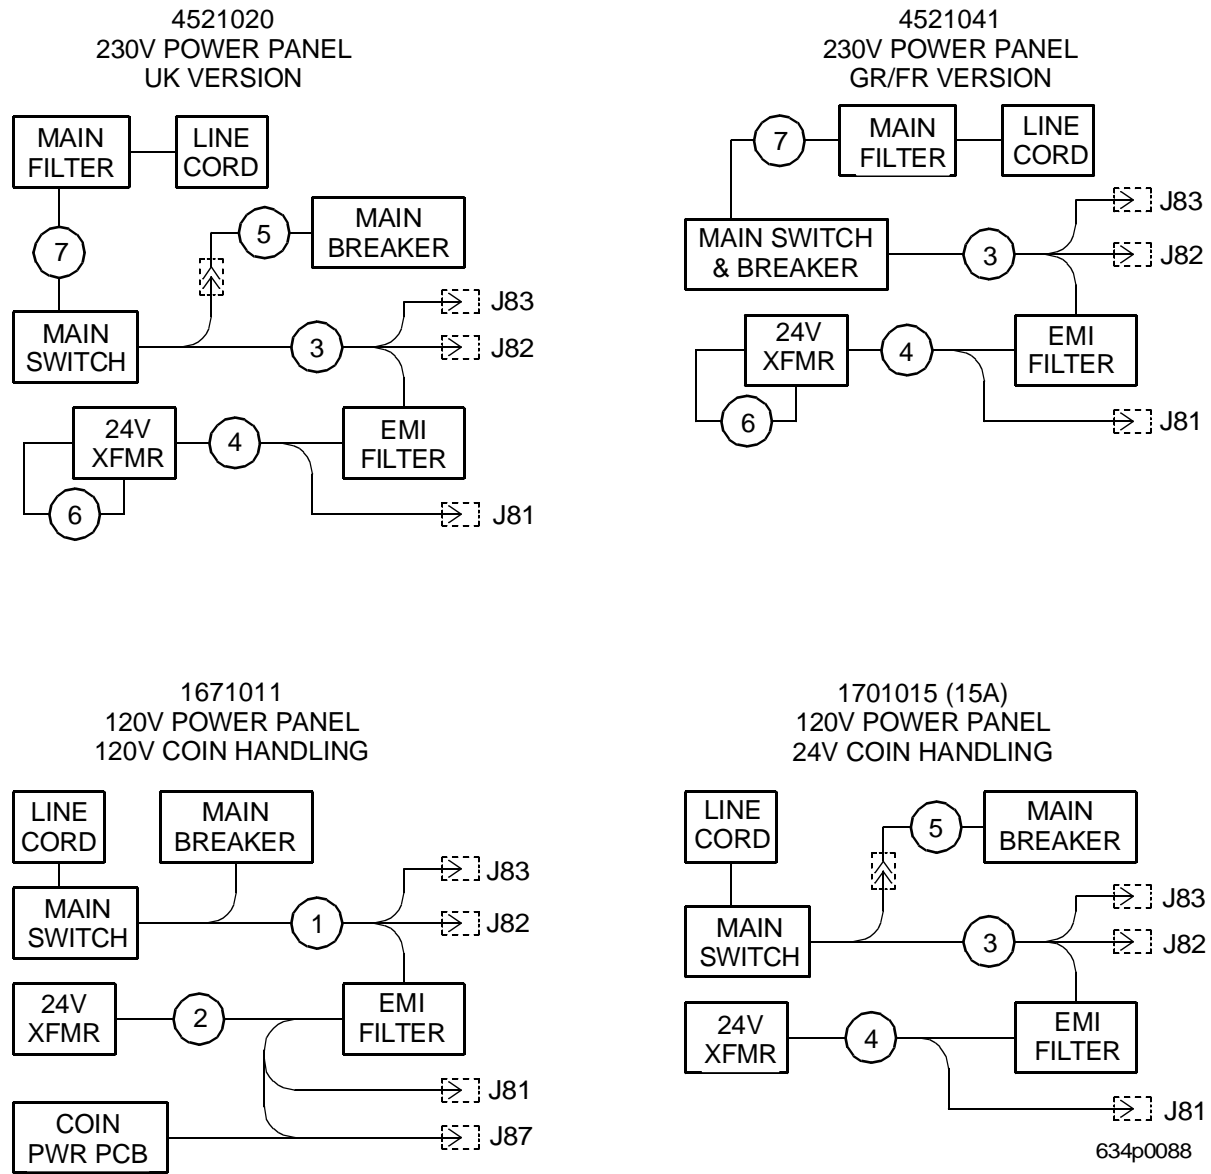 4521020
230V POWER PANEL
UK VERSION
MAIN
FILTER
LINE
CORD
7
5
MAIN
BREAKER
MAIN
SWITCH
3
J83
J82
24V
XFMR
4
EMI
FILTER
6
J81
4521041
230V POWER PANEL
GR/FR VERSION
7
MAIN
FILTER
LINE
CORD
MAIN SWITCH
& BREAKER
3
J83
J82
24V
XFMR
4
EMI
FILTER
6
J81
1671011
120V POWER PANEL
120V COIN HANDLING
LINE
CORD
MAIN
BREAKER
MAIN
SWITCH
1
J83
J82
24V
XFMR
2
EMI
FILTER
J81
COIN
PWR PCB
J87
1701015 (15A)
120V POWER PANEL
24V COIN HANDLING
LINE
CORD
5
MAIN
BREAKER
MAIN
SWITCH
3
J83
J82
24V
XFMR
4
EMI
FILTER
J81
634p0088